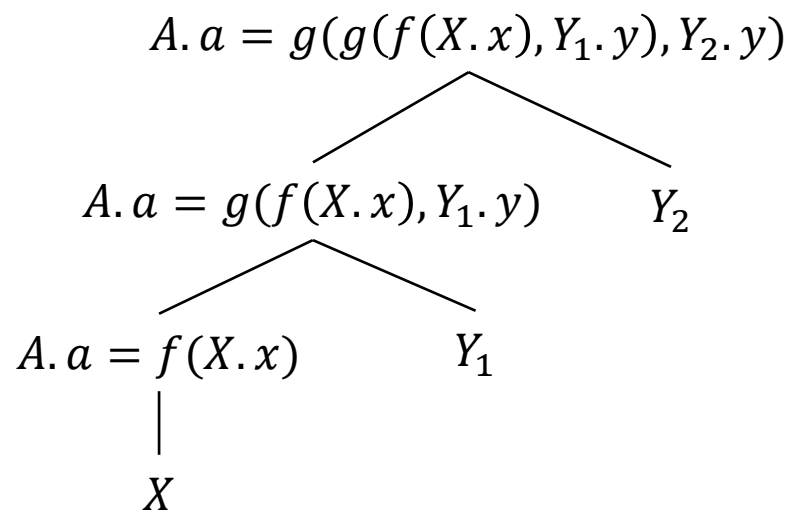 A.a = g(g(f(X.x),Y₁.y),Y₂.y)
A.a = g(f(X.x),Y₁.y) Y₂
A.a = f(X.x) Y₁
X